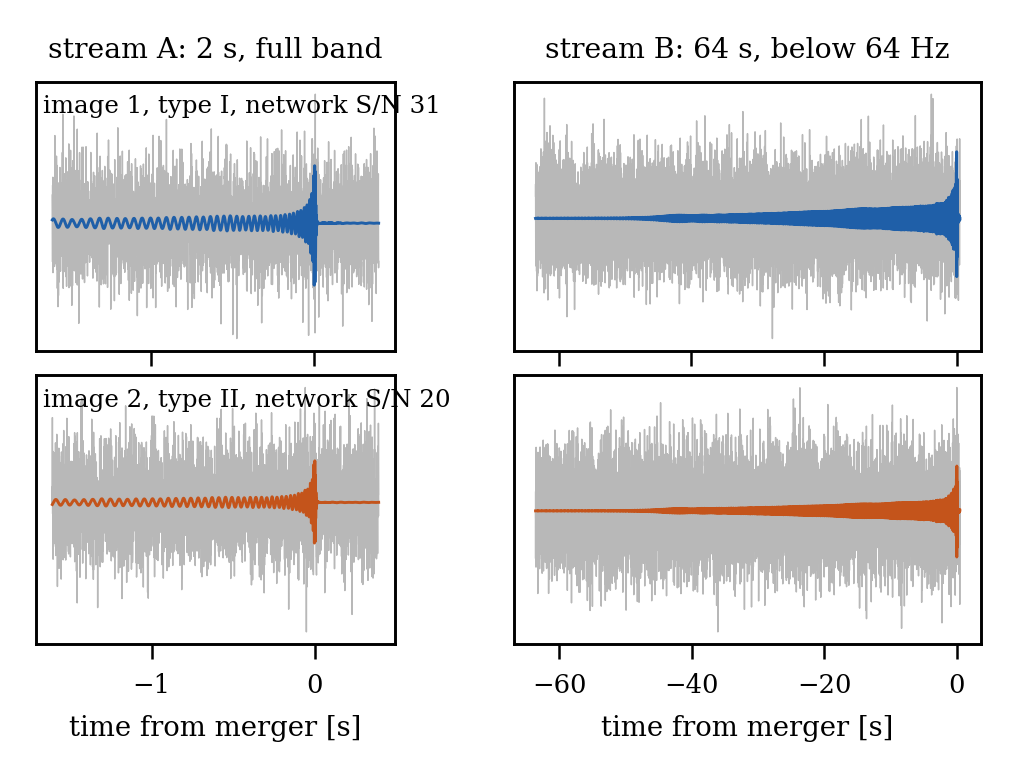 stream A: 2 s, full band
stream B: 64 s, below 64 Hz
image 1, type I, network S/N 31
image 2, type II, network S/N 20
−1 0
−60 −40 −20 0
time from merger [s]
time from merger [s]